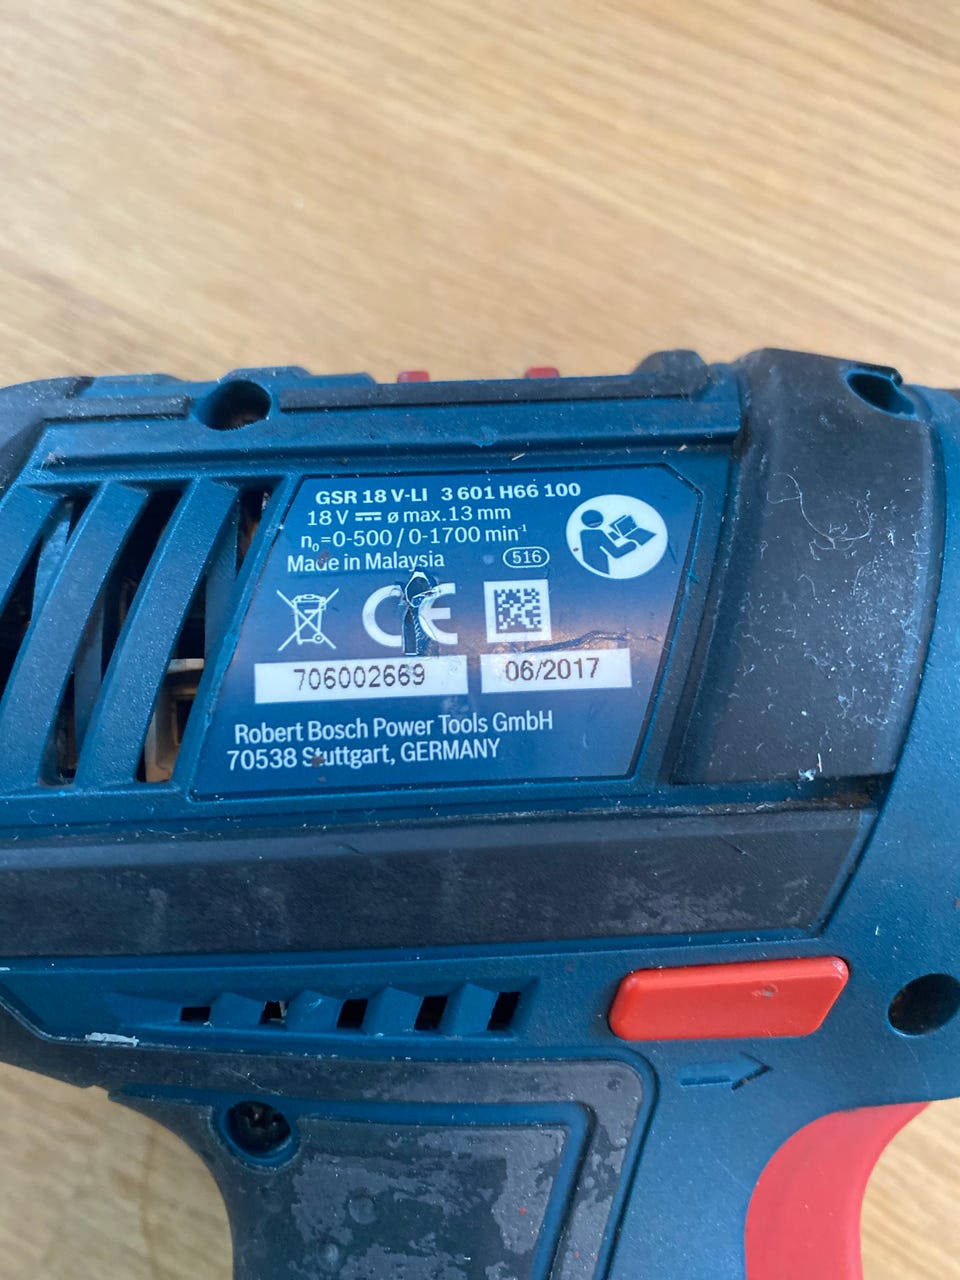 GSR 18 V-LI 3 601 H66 100
18 V ⎓ ø max.13 mm
n₀=0-500 / 0-1700 min⁻¹
Made in Malaysia 516
CE
706002669 06/2017
Robert Bosch Power Tools GmbH
70538 Stuttgart, GERMANY